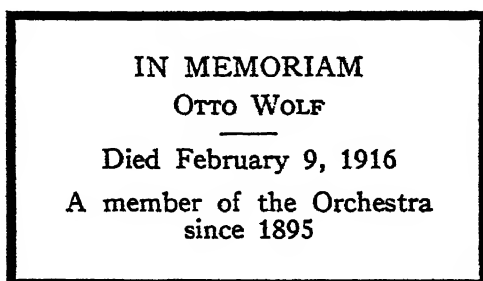 IN MEMORIAM
OTTO WOLF
Died February 9, 1916
A member of the Orchestra
since 1895